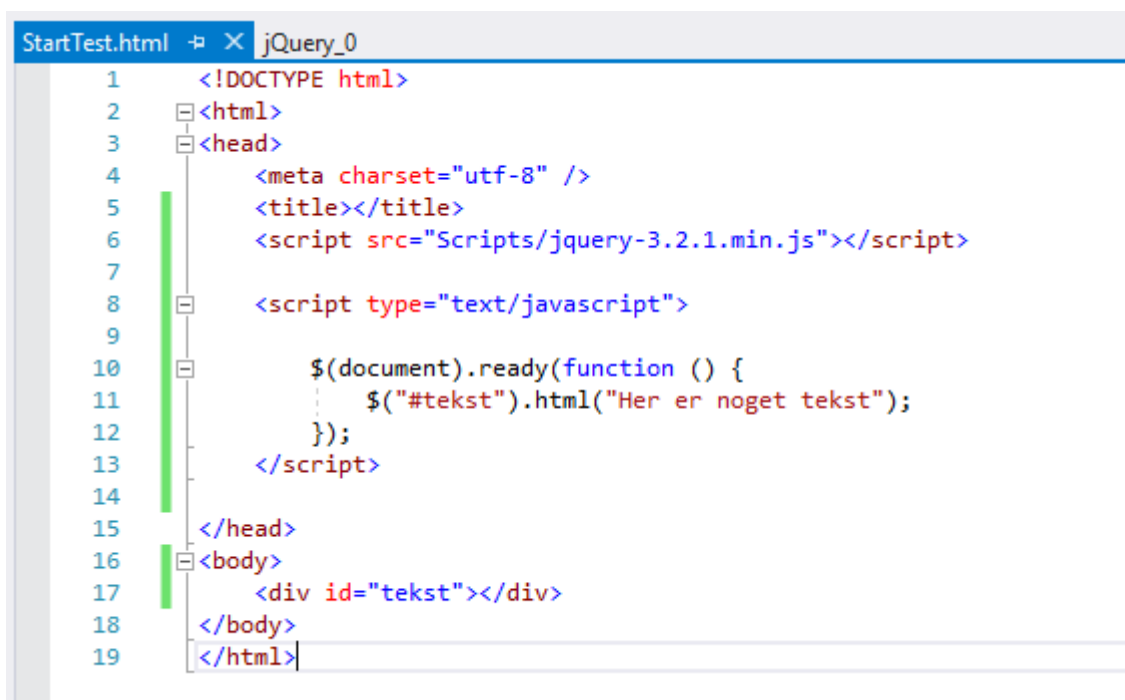 StartTest.html jQuery_0
1 <!DOCTYPE html>
2 <html>
3 <head>
4 <meta charset="utf-8" />
5 <title></title>
6 <script src="Scripts/jquery-3.2.1.min.js"></script>
7
8 <script type="text/javascript">
9
10 $(document).ready(function () {
11 $("#tekst").html("Her er noget tekst");
12 });
13 </script>
14
15 </head>
16 <body>
17 <div id="tekst"></div>
18 </body>
19 </html>